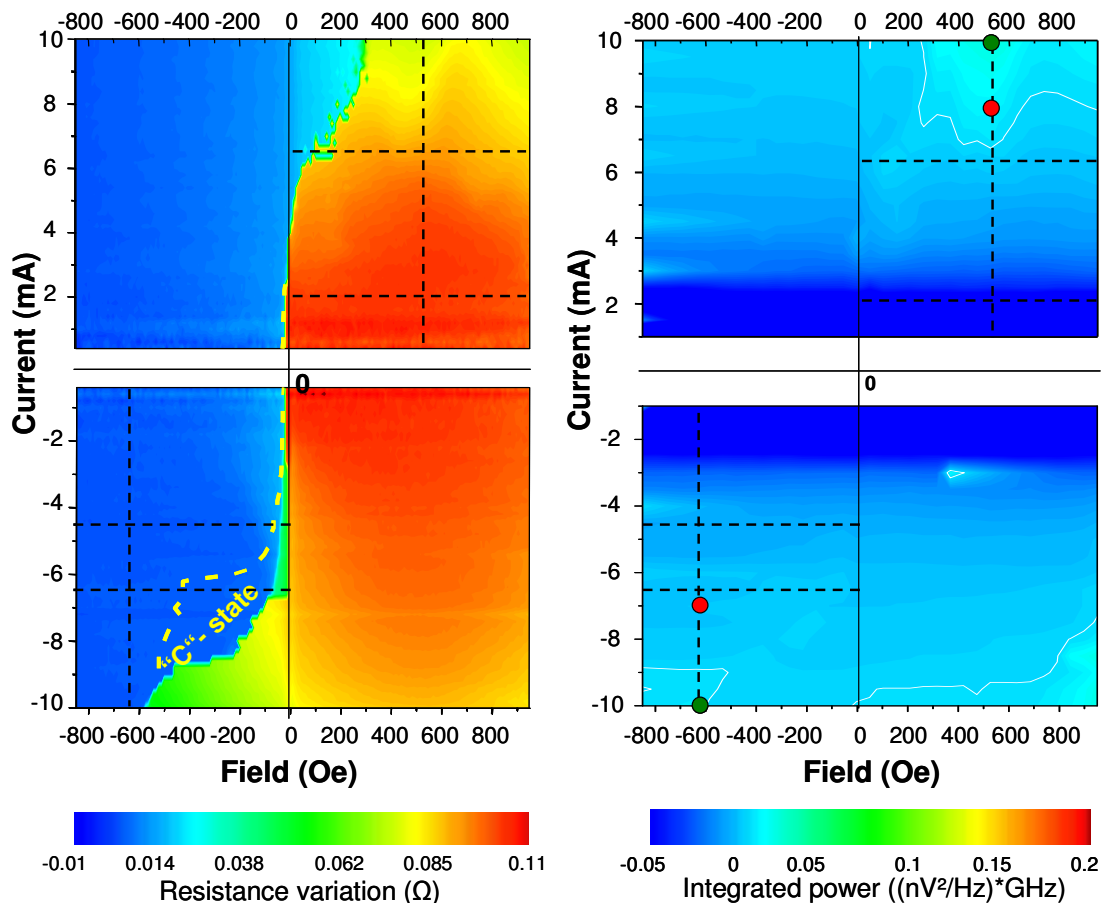 -800 -600 -400 -200 0 200 400 600 800
-800 -600 -400 -200 0 200 400 600 800
10
8
6
4
2
10
8
6
4
2
Current (mA)
Current (mA)
0
0
-2
-4
-6
-8
-10
-2
-4
-6
-8
-10
“C“- state
-800 -600 -400 -200 0 200 400 600 800
-800 -600 -400 -200 0 200 400 600 800
Field (Oe)
Field (Oe)
-0.01 0.014 0.038 0.062 0.085 0.11
Resistance variation (Ω)
-0.05 0 0.05 0.1 0.15 0.2
Integrated power ((nV²/Hz)*GHz)